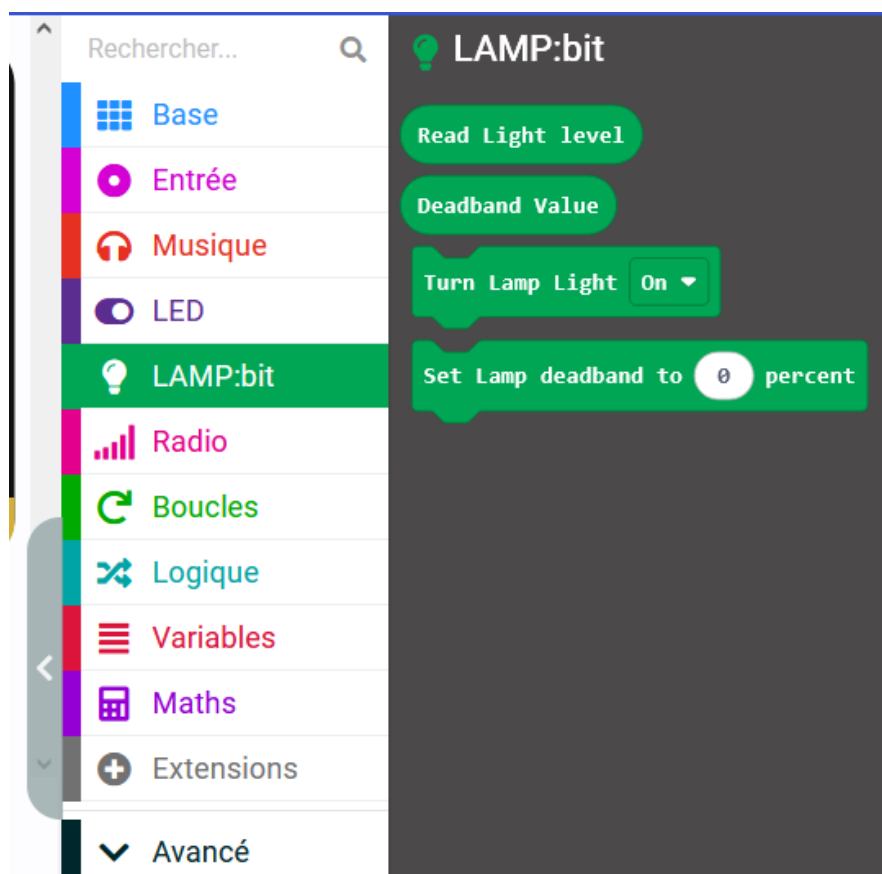 Rechercher...
Base
Entrée
Musique
LED
LAMP:bit
Radio
Boucles
Logique
Variables
Maths
Extensions
Avancé
LAMP:bit
Read Light level
Deadband Value
Turn Lamp Light On
Set Lamp deadband to 0 percent